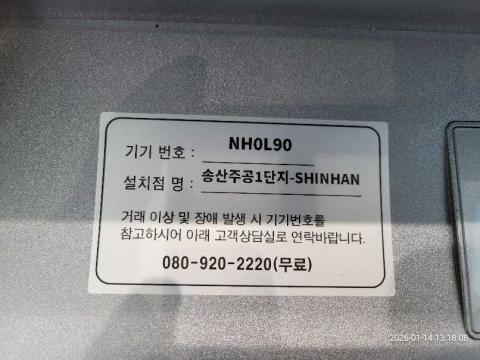 기기 번호 : NH0L90
설치점 명 : 송산주공1단지-SHINHAN
거래 이상 및 장애 발생 시 기기번호를
참고하시어 아래 고객상담실로 연락바랍니다.
080-920-2220(무료)
2026-01-14 13:18:08